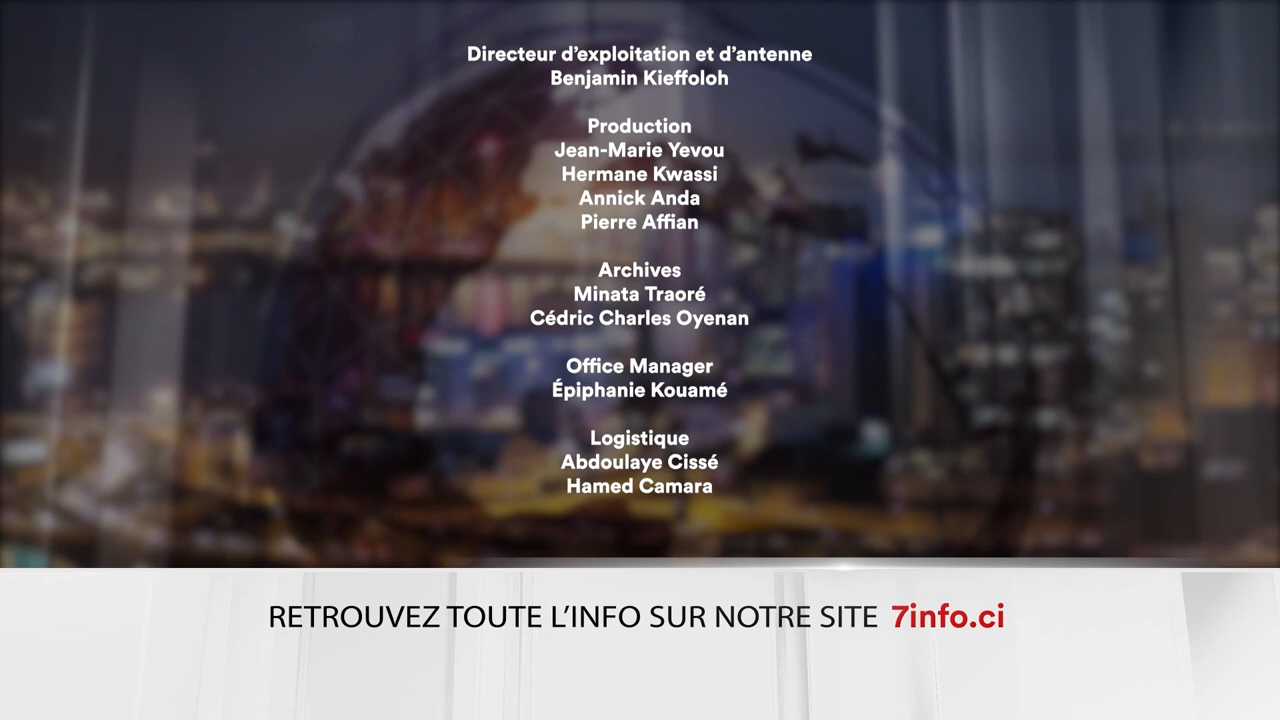 Directeur d’exploitation et d’antenne
Benjamin Kieffoloh
Production
Jean-Marie Yevou
Hermane Kwassi
Annick Anda
Pierre Affian
Archives
Minata Traoré
Cédric Charles Oyenan
Office Manager
Épiphanie Kouamé
Logistique
Abdoulaye Cissé
Hamed Camara
RETROUVEZ TOUTE L’INFO SUR NOTRE SITE 7info.ci